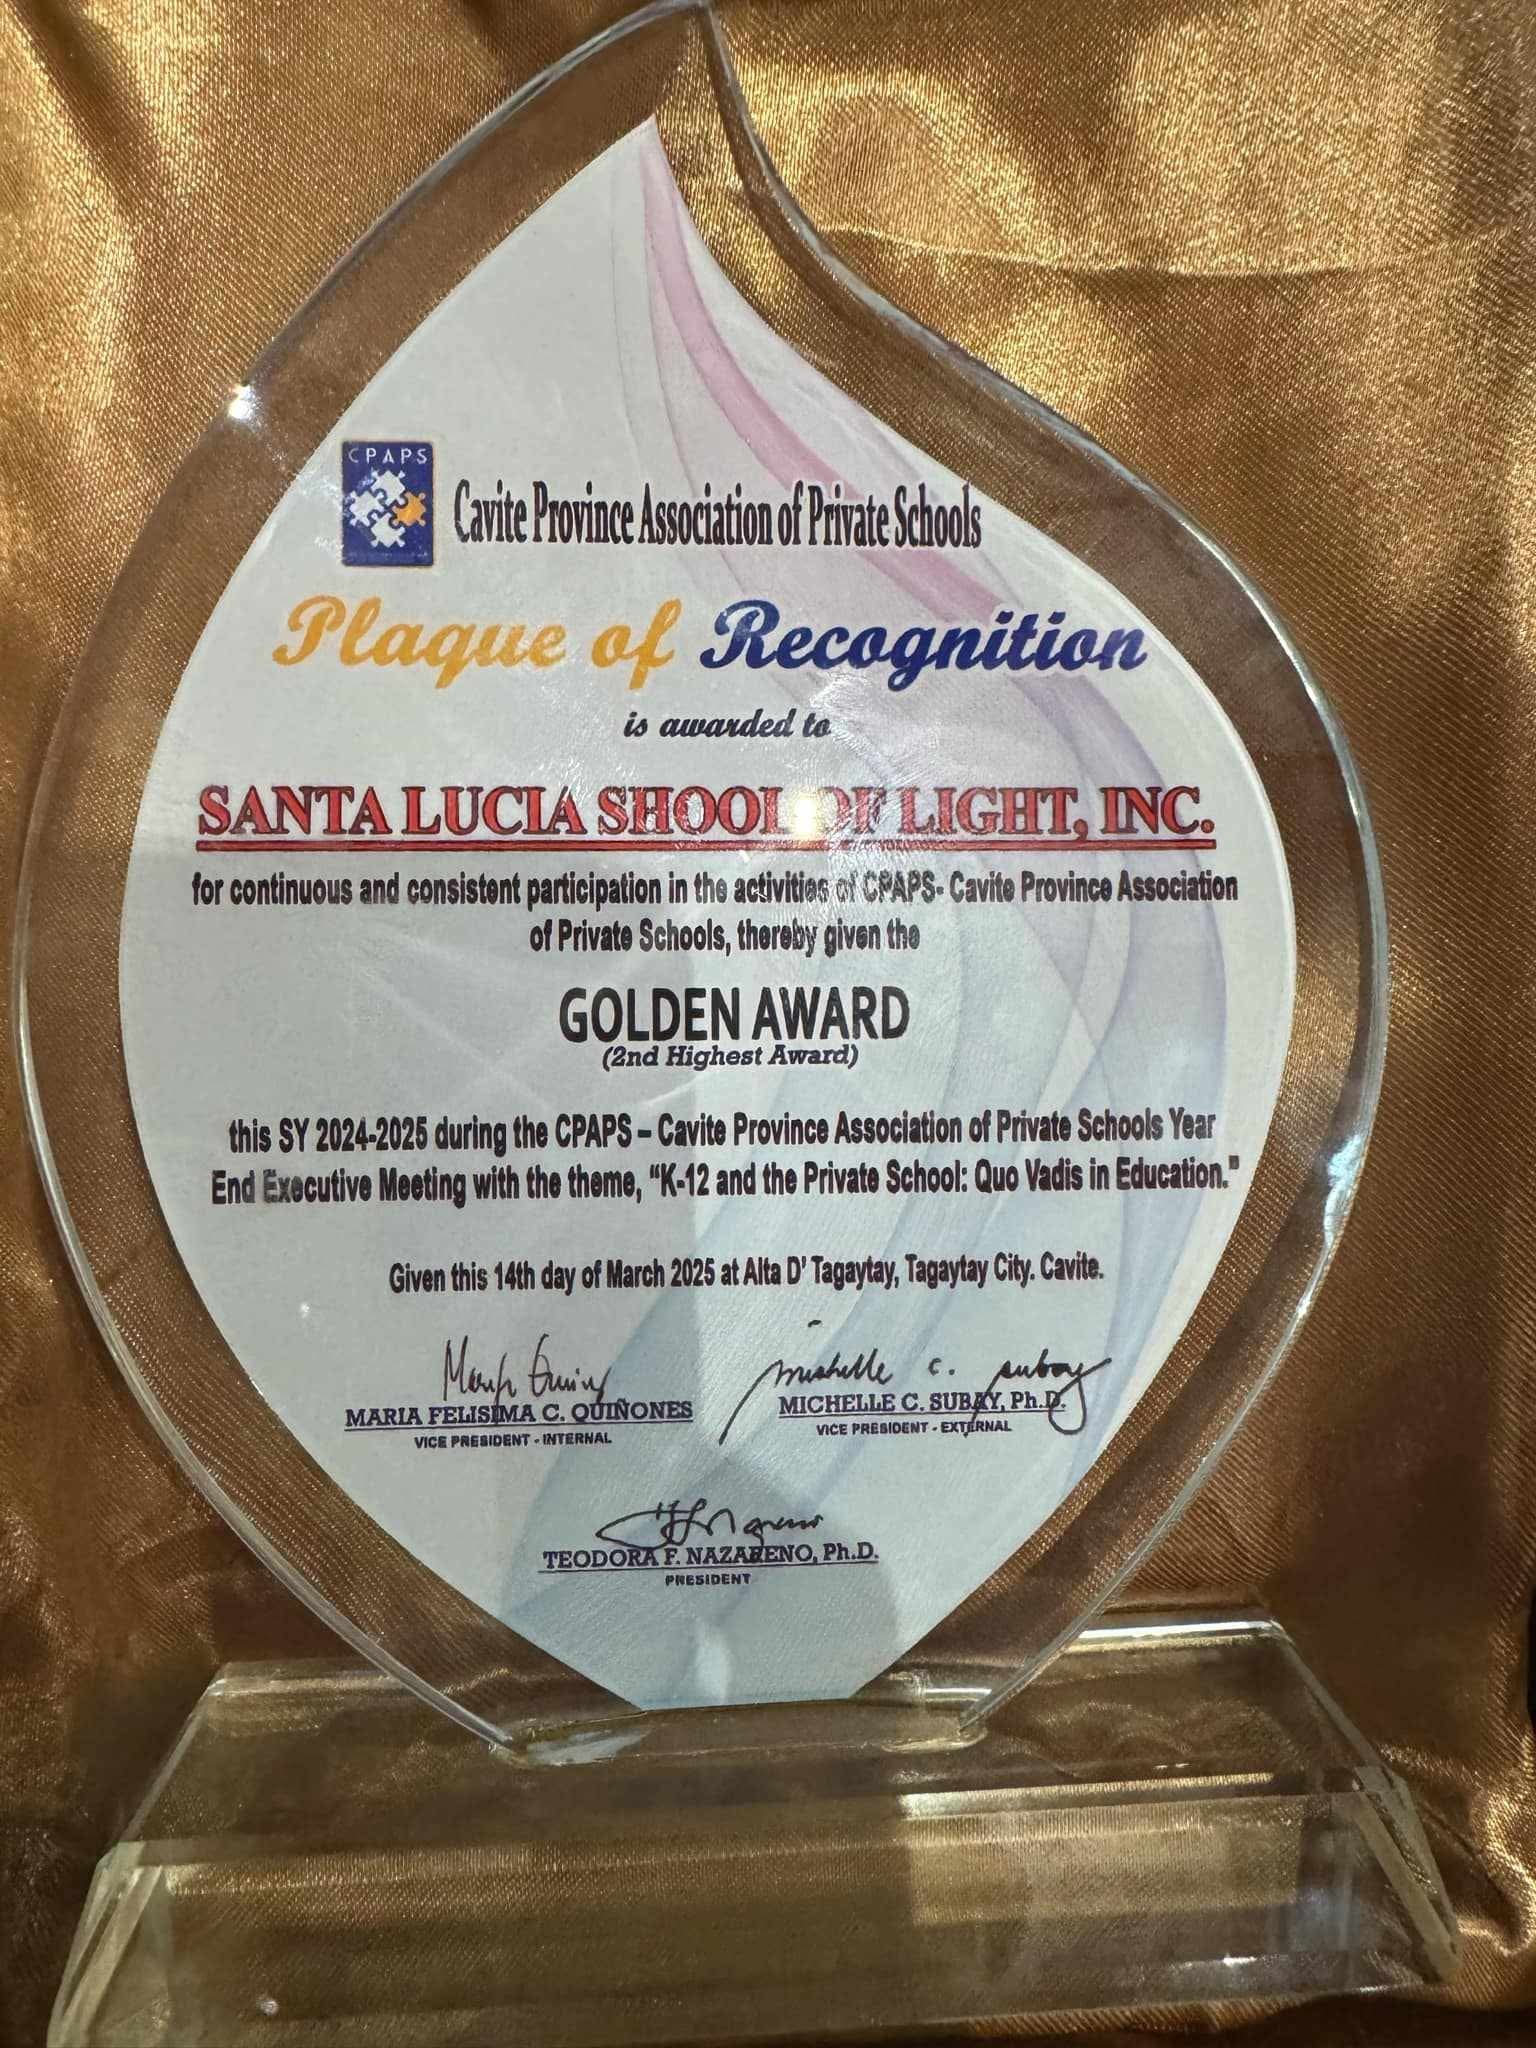 CPAPS
Cavite Province Association of Private Schools
Plaque of Recognition
is awarded to
SANTA LUCIA SHOOL OF LIGHT, INC.
for continuous and consistent participation in the activities of CPAPS- Cavite Province Association
of Private Schools, thereby given the
GOLDEN AWARD
(2nd Highest Award)
this SY 2024-2025 during the CPAPS – Cavite Province Association of Private Schools Year
End Executive Meeting with the theme, “K-12 and the Private School: Quo Vadis in Education."
Given this 14th day of March 2025 at Alta D’ Tagaytay, Tagaytay City. Cavite.
michelle c. subay
MARIA FELISIMA C. QUIÑONES
VICE PRESIDENT - INTERNAL
MICHELLE C. SUBAY, Ph.D.
VICE PRESIDENT - EXTERNAL
TEODORA F. NAZARENO, Ph.D.
PRESIDENT